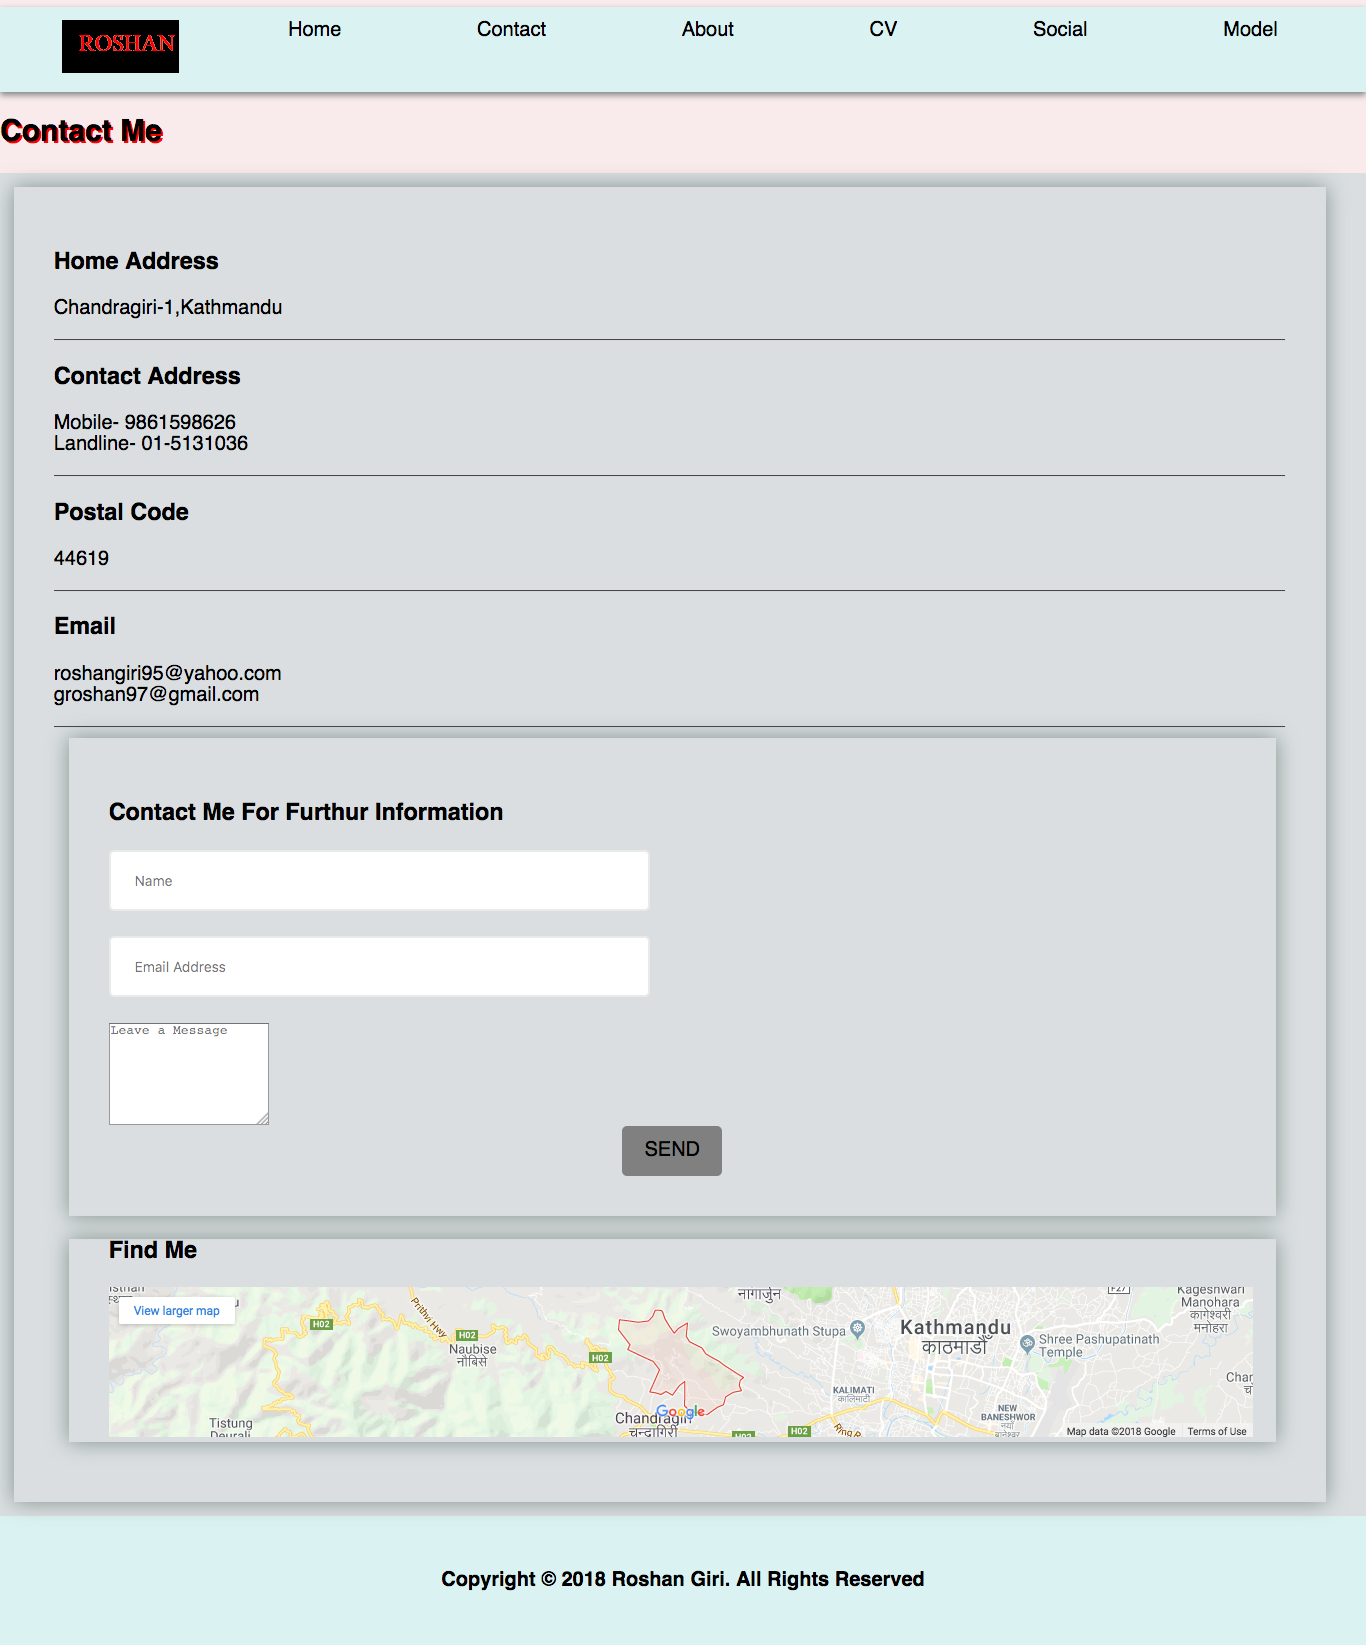 ROSHAN
Home
Contact
About
CV
Social
Model
Contact Me
Home Address
Chandragiri-1,Kathmandu
Contact Address
Mobile- 9861598626
Landline- 01-5131036
Postal Code
44619
Email
roshangiri95@yahoo.com
groshan97@gmail.com
Contact Me For Furthur Information
Name
Email Address
Leave a Message
SEND
Find Me
View larger map
Prithvi Hwy
H02
H02
H02
Naubise
नौबिसे
Tistung
Chandragiri
चन्द्रागिरी
Google
नागार्जुन
Swoyambhunath Stupa
Kathmandu
काठमाडौँ
F27
Kageshwari
Manohara
कागेश्वरी
मनोहरा
Shree Pashupatinath
Temple
KALIMATI
कालिमाटी
NEW
BANESHWOR
नयाँ
H02
H02
Map data ©2018 Google
Terms of Use
Copyright © 2018 Roshan Giri. All Rights Reserved